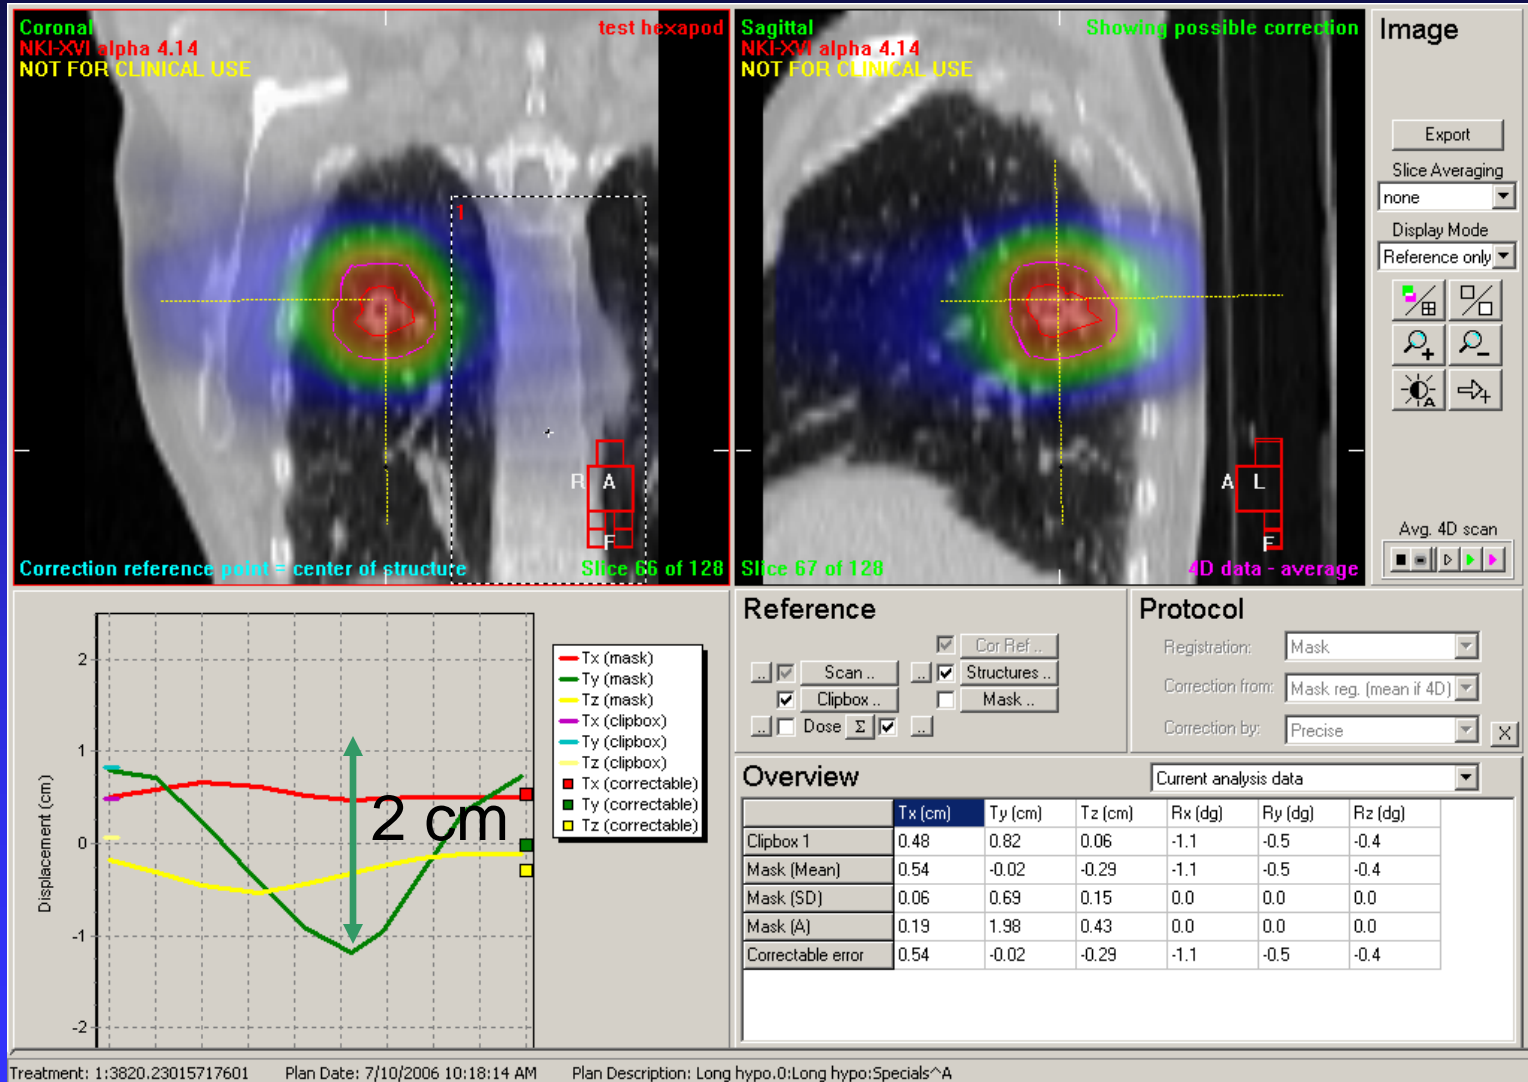 Coronal
test hexapod
NKI-XVI alpha 4.14
NOT FOR CLINICAL USE
1
R A
F
Correction reference point = center of structure
Slice 66 of 128
Sagittal
Showing possible correction
NKI-XVI alpha 4.14
NOT FOR CLINICAL USE
A L
F
Slice 67 of 128
4D data - average
Image
Export
Slice Averaging
none
Display Mode
Reference only
A
Avg. 4D scan
Displacement (cm)
2
1
0
-1
-2
2 cm
Tx (mask)
Ty (mask)
Tz (mask)
Tx (clipbox)
Ty (clipbox)
Tz (clipbox)
Tx (correctable)
Ty (correctable)
Tz (correctable)
Reference
Cor Ref ..
.. Scan .. .. Structures ..
Clipbox .. Mask ..
.. Dose Σ ..
Protocol
Registration: Mask
Correction from: Mask reg. (mean if 4D)
Correction by: Precise
X
Overview
Current analysis data
Tx (cm) Ty (cm) Tz (cm) Rx (dg) Ry (dg) Rz (dg)
Clipbox 1 0.48 0.82 0.06 -1.1 -0.5 -0.4
Mask (Mean) 0.54 -0.02 -0.29 -1.1 -0.5 -0.4
Mask (SD) 0.06 0.69 0.15 0.0 0.0 0.0
Mask (A) 0.19 1.98 0.43 0.0 0.0 0.0
Correctable error 0.54 -0.02 -0.29 -1.1 -0.5 -0.4
Treatment: 1:3820.23015717601 Plan Date: 7/10/2006 10:18:14 AM Plan Description: Long hypo.0:Long hypo:Specials^A